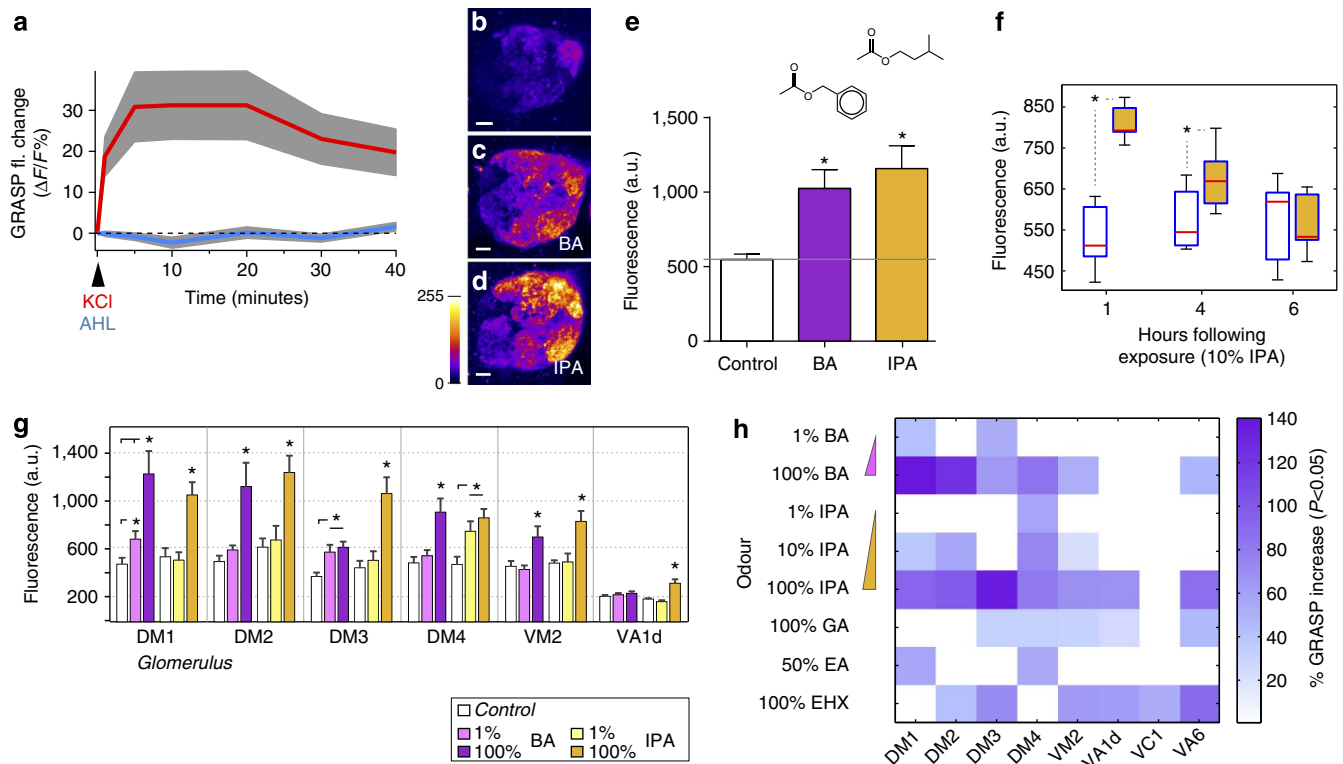 a
GRASP fl. change
(ΔF/F%)
30
20
10
0
10
20
30
40
Time (minutes)
KCl
AHL
b
c
BA
d
IPA
255
0
e
O
O
O
O
Fluorescence (a.u.)
1,500
1,000
500
0
*
*
Control
BA
IPA
f
Fluorescence (a.u.)
850
750
650
550
450
*
*
1
4
6
Hours following
exposure (10% IPA)
g
Fluorescence (a.u.)
1,400
1,000
600
200
* * * * * * * * * * * * *
DM1
DM2
DM3
DM4
VM2
VA1d
Glomerulus
Control
1%
100%
BA
1%
100%
IPA
h
Odour
1% BA
100% BA
1% IPA
10% IPA
100% IPA
100% GA
50% EA
100% EHX
DM1
DM2
DM3
DM4
VM2
VA1d
VC1
VA6
140
120
100
80
60
40
20
% GRASP increase (P<0.05)